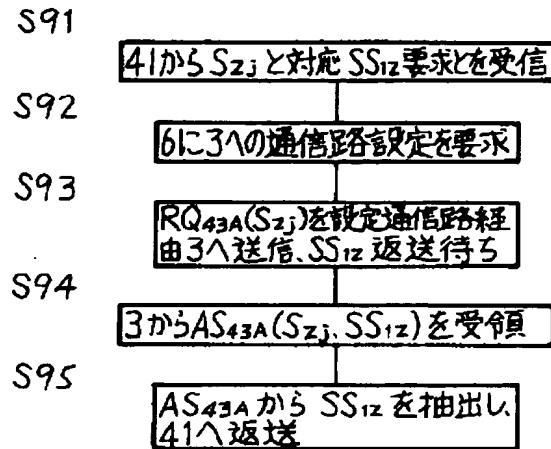 S91
41からSzjと対応SS1z要求とを受信
S92
6に3への通信路設定を要求
S93
RQ43A(Szj)を設定通信路経
由3へ送信、SS1z返送待ち
S94
3からAS43A(Szj、SS1z)を受領
S95
AS43AからSS1zを抽出し、
41へ返送